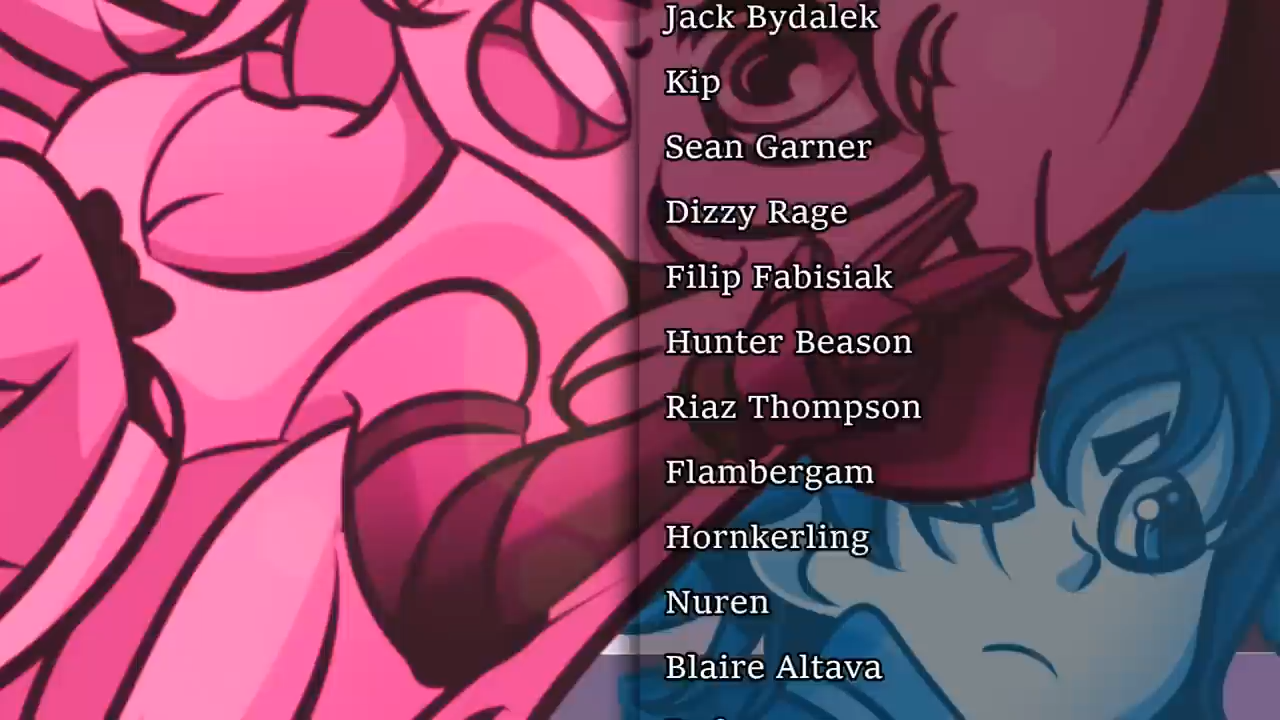 Jack Bydalek
Kip
Sean Garner
Dizzy Rage
Filip Fabisiak
Hunter Beason
Riaz Thompson
Flambergam
Hornkerling
Nuren
Blaire Altava